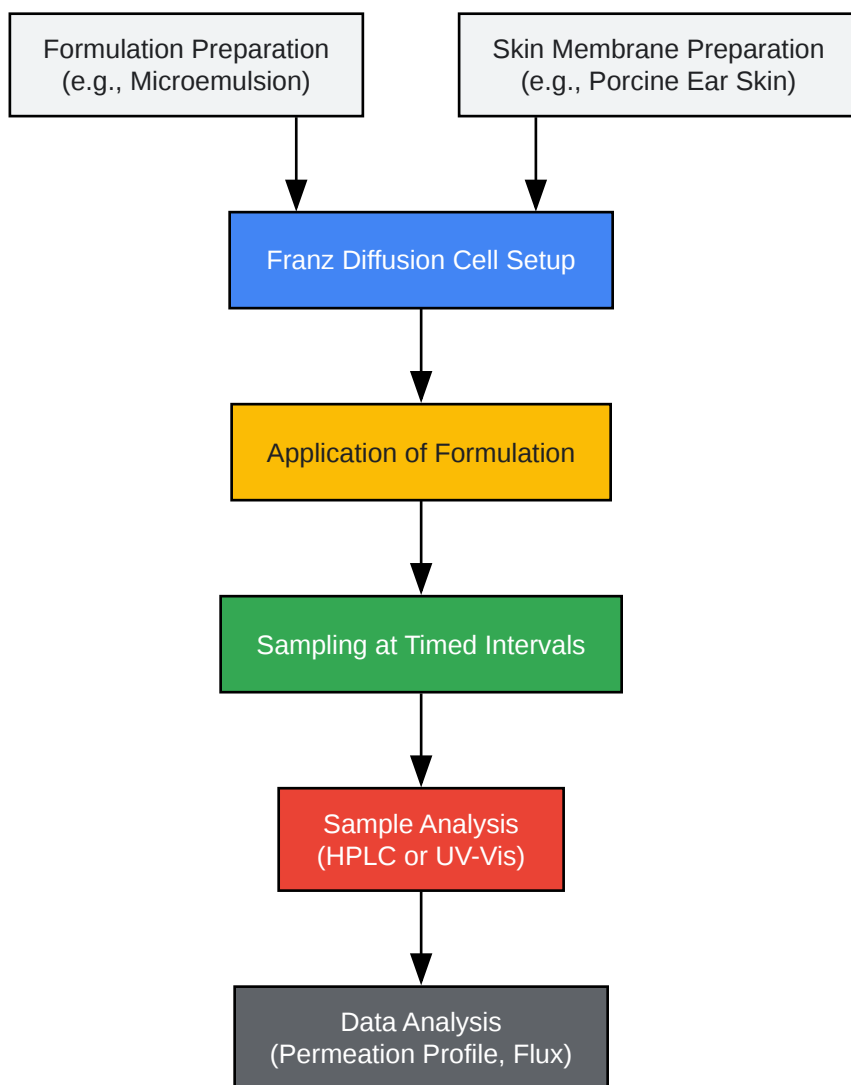 Formulation Preparation
(e.g., Microemulsion)
Skin Membrane Preparation
(e.g., Porcine Ear Skin)
Franz Diffusion Cell Setup
Application of Formulation
Sampling at Timed Intervals
Sample Analysis
(HPLC or UV-Vis)
Data Analysis
(Permeation Profile, Flux)